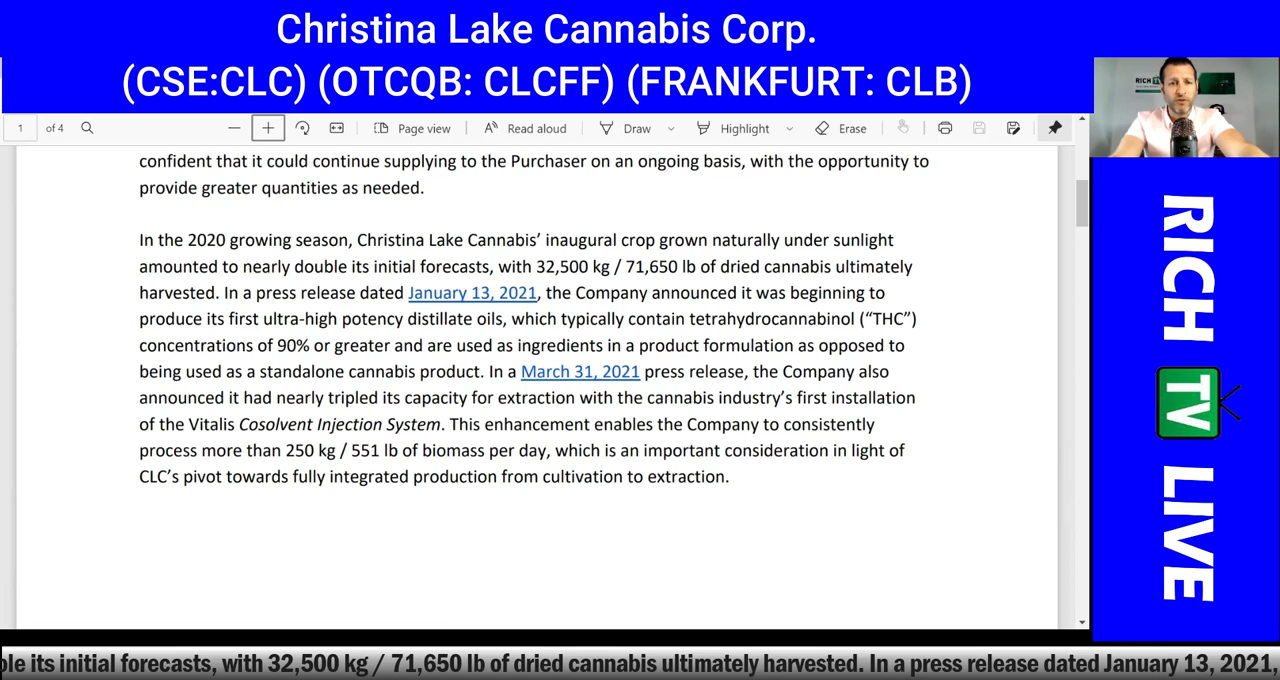 Christina Lake Cannabis Corp.
(CSE:CLC) (OTCQB: CLCFF) (FRANKFURT: CLB)
1 of 4
Page view
Read aloud
Draw
Highlight
Erase
confident that it could continue supplying to the Purchaser on an ongoing basis, with the opportunity to
provide greater quantities as needed.
In the 2020 growing season, Christina Lake Cannabis’ inaugural crop grown naturally under sunlight
amounted to nearly double its initial forecasts, with 32,500 kg / 71,650 lb of dried cannabis ultimately
harvested. In a press release dated January 13, 2021, the Company announced it was beginning to
produce its first ultra-high potency distillate oils, which typically contain tetrahydrocannabinol (“THC”)
concentrations of 90% or greater and are used as ingredients in a product formulation as opposed to
being used as a standalone cannabis product. In a March 31, 2021 press release, the Company also
announced it had nearly tripled its capacity for extraction with the cannabis industry’s first installation
of the Vitalis Cosolvent Injection System. This enhancement enables the Company to consistently
process more than 250 kg / 551 lb of biomass per day, which is an important consideration in light of
CLC’s pivot towards fully integrated production from cultivation to extraction.
RICH
RICH
TV
LIVE
ble its initial forecasts, with 32,500 kg / 71,650 lb of dried cannabis ultimately harvested. In a press release dated January 13, 2021,